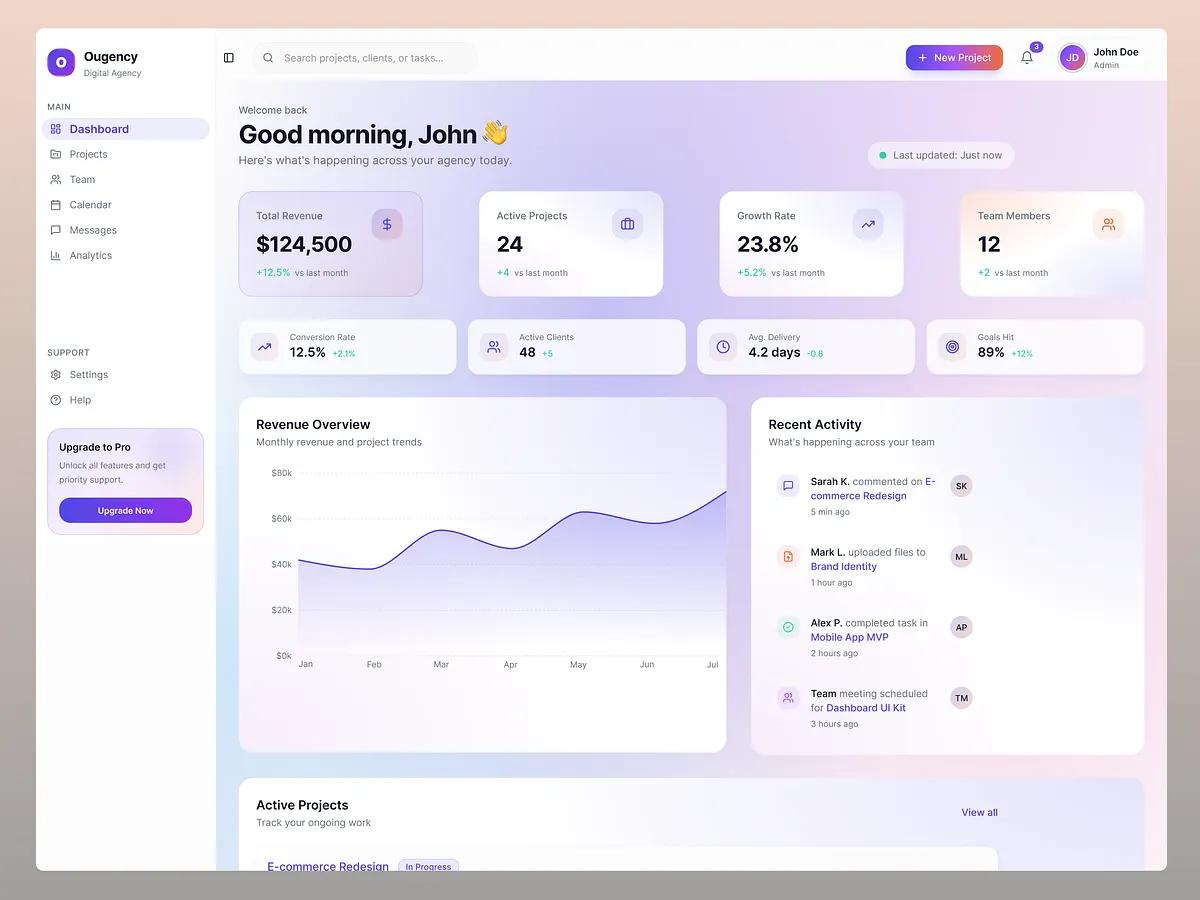 O
Ougency
Digital Agency
MAIN
Dashboard
Projects
Team
Calendar
Messages
Analytics
SUPPORT
Settings
Help
Upgrade to Pro
Unlock all features and get
priority support.
Upgrade Now
Search projects, clients, or tasks...
+ New Project
3
JD
John Doe
Admin
Welcome back
Good morning, John 👋
Here's what's happening across your agency today.
Last updated: Just now
Total Revenue
$
$124,500
+12.5% vs last month
Active Projects
24
+4 vs last month
Growth Rate
23.8%
+5.2% vs last month
Team Members
12
+2 vs last month
Conversion Rate
12.5% +2.1%
Active Clients
48 +5
Avg. Delivery
4.2 days -0.8
Goals Hit
89% +12%
Revenue Overview
Monthly revenue and project trends
$80k
$60k
$40k
$20k
$0k
Jan Feb Mar Apr May Jun Jul
Recent Activity
What's happening across your team
Sarah K. commented on E-
commerce Redesign
5 min ago
SK
Mark L. uploaded files to
Brand Identity
1 hour ago
ML
Alex P. completed task in
Mobile App MVP
2 hours ago
AP
Team meeting scheduled
for Dashboard UI Kit
3 hours ago
TM
Active Projects
Track your ongoing work
View all
E-commerce Redesign
In Progress